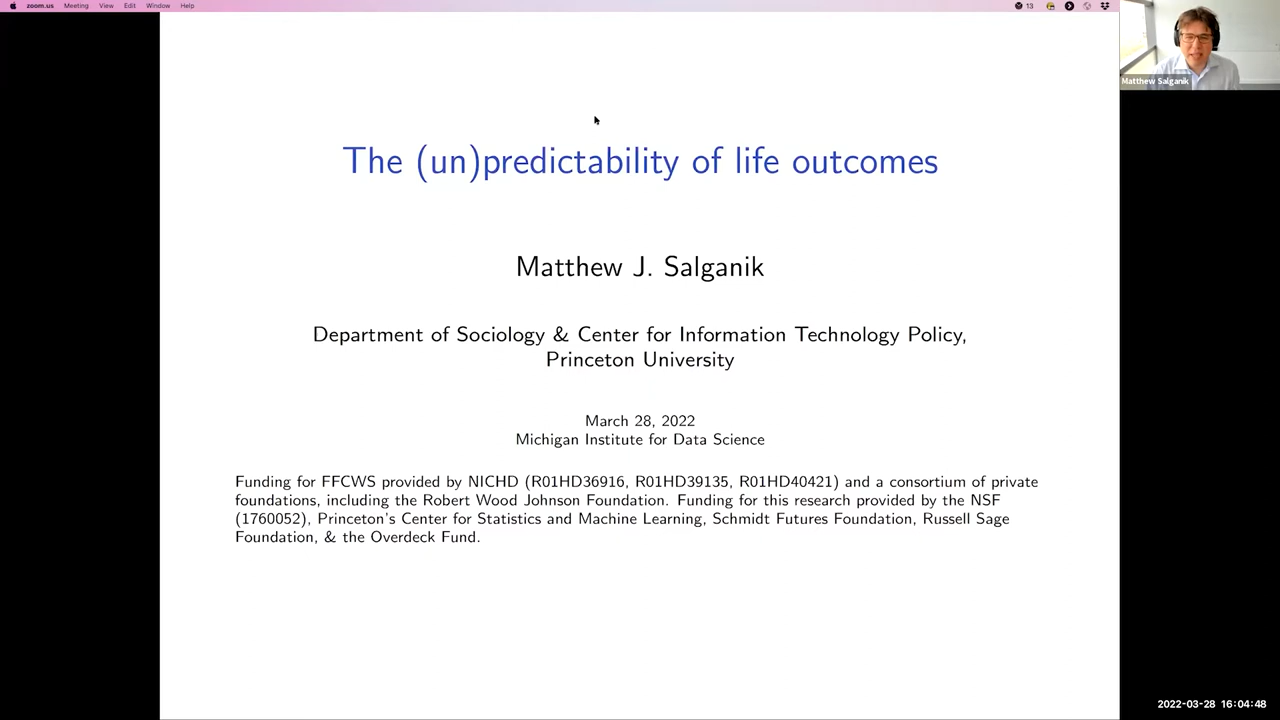 zoom.us Meeting View Edit Window Help 13
Matthew Salganik
The (un)predictability of life outcomes
Matthew J. Salganik
Department of Sociology & Center for Information Technology Policy,
Princeton University
March 28, 2022
Michigan Institute for Data Science
Funding for FFCWS provided by NICHD (R01HD36916, R01HD39135, R01HD40421) and a consortium of private
foundations, including the Robert Wood Johnson Foundation. Funding for this research provided by the NSF
(1760052), Princeton's Center for Statistics and Machine Learning, Schmidt Futures Foundation, Russell Sage
Foundation, & the Overdeck Fund.
2022-03-28 16:04:48